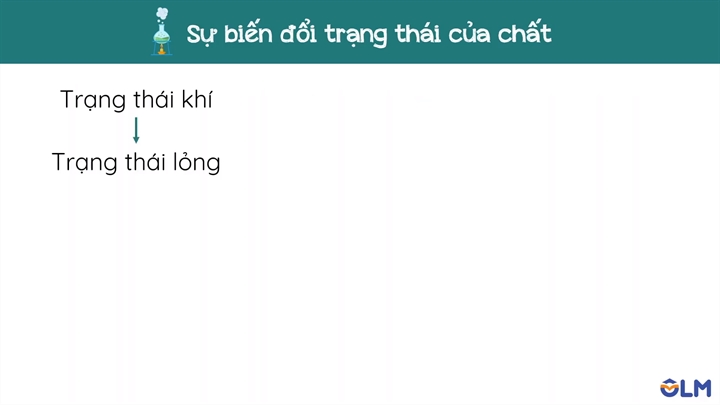 Sự biến đổi trạng thái của chất
Trạng thái khí
Trạng thái lỏng
OLM